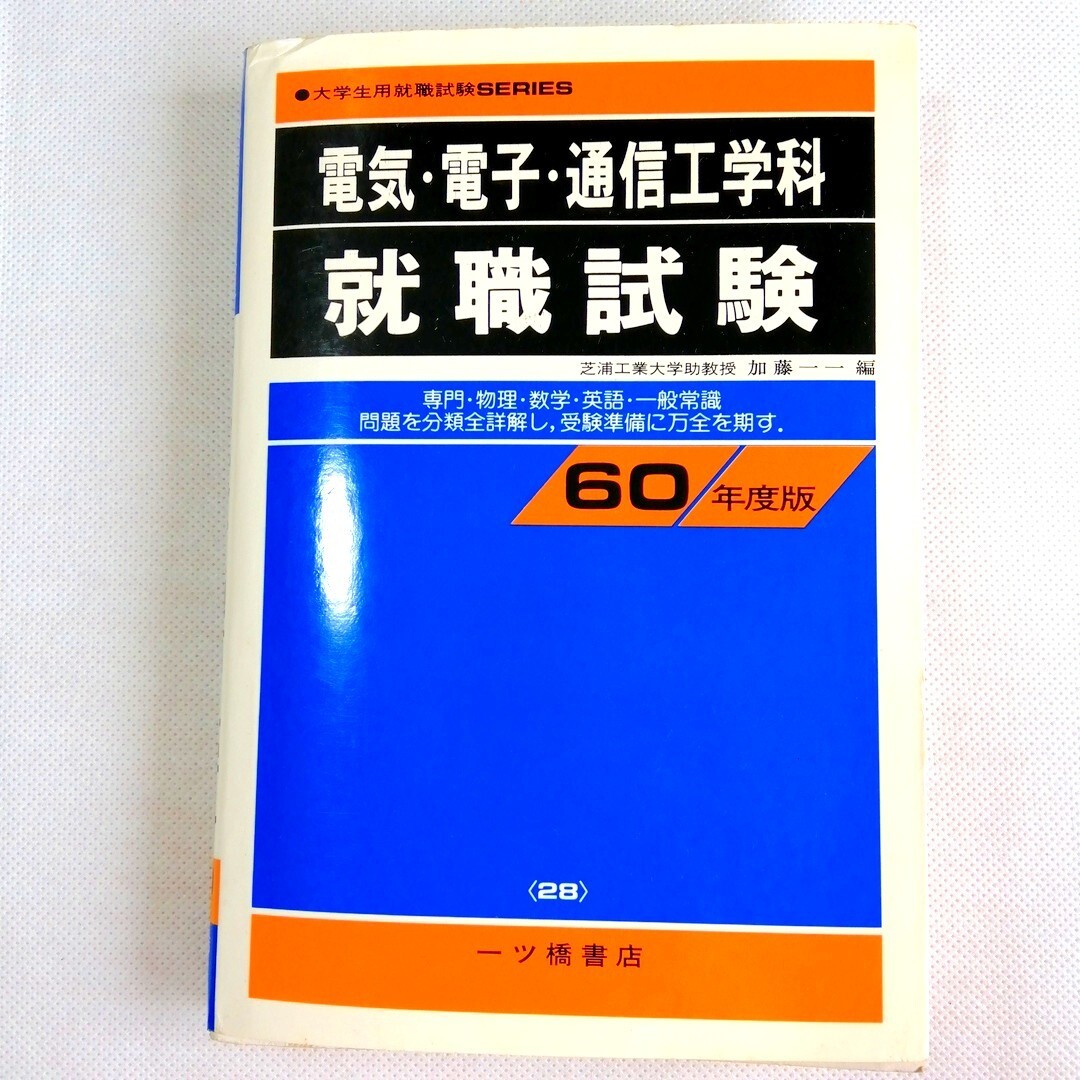 ●大学生用就職試験SERIES
電気・電子・通信工学科
就職試験
芝浦工業大学助教授 加藤一一 編
専門・物理・数学・英語・一般常識
問題を分類全詳解し,受験準備に万全を期す.
60年度版
〈28〉
一ツ橋書店